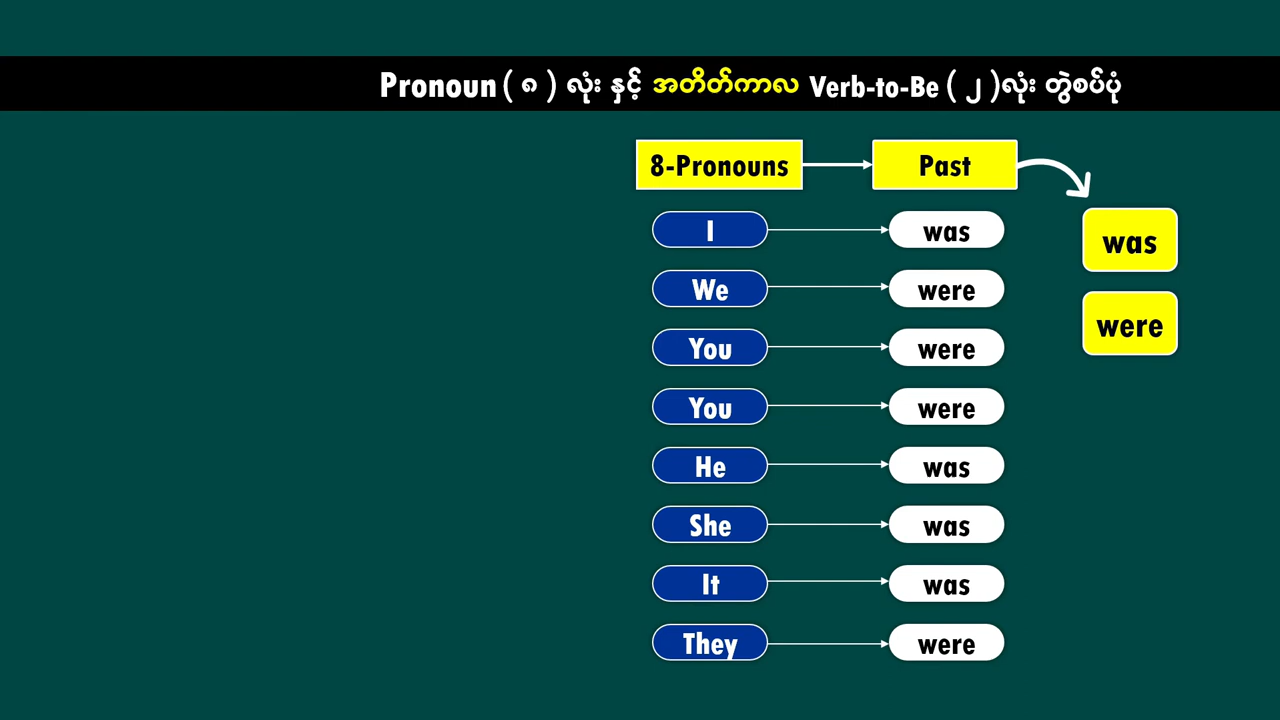 Pronoun ( ၈ ) လုံး နှင့် အတိတ်ကာလ Verb-to-Be ( ၂ )လုံး တွဲစပ်ပုံ
8-Pronouns Past
I was
was
We were
were
You were
You were
He was
She was
It was
They were